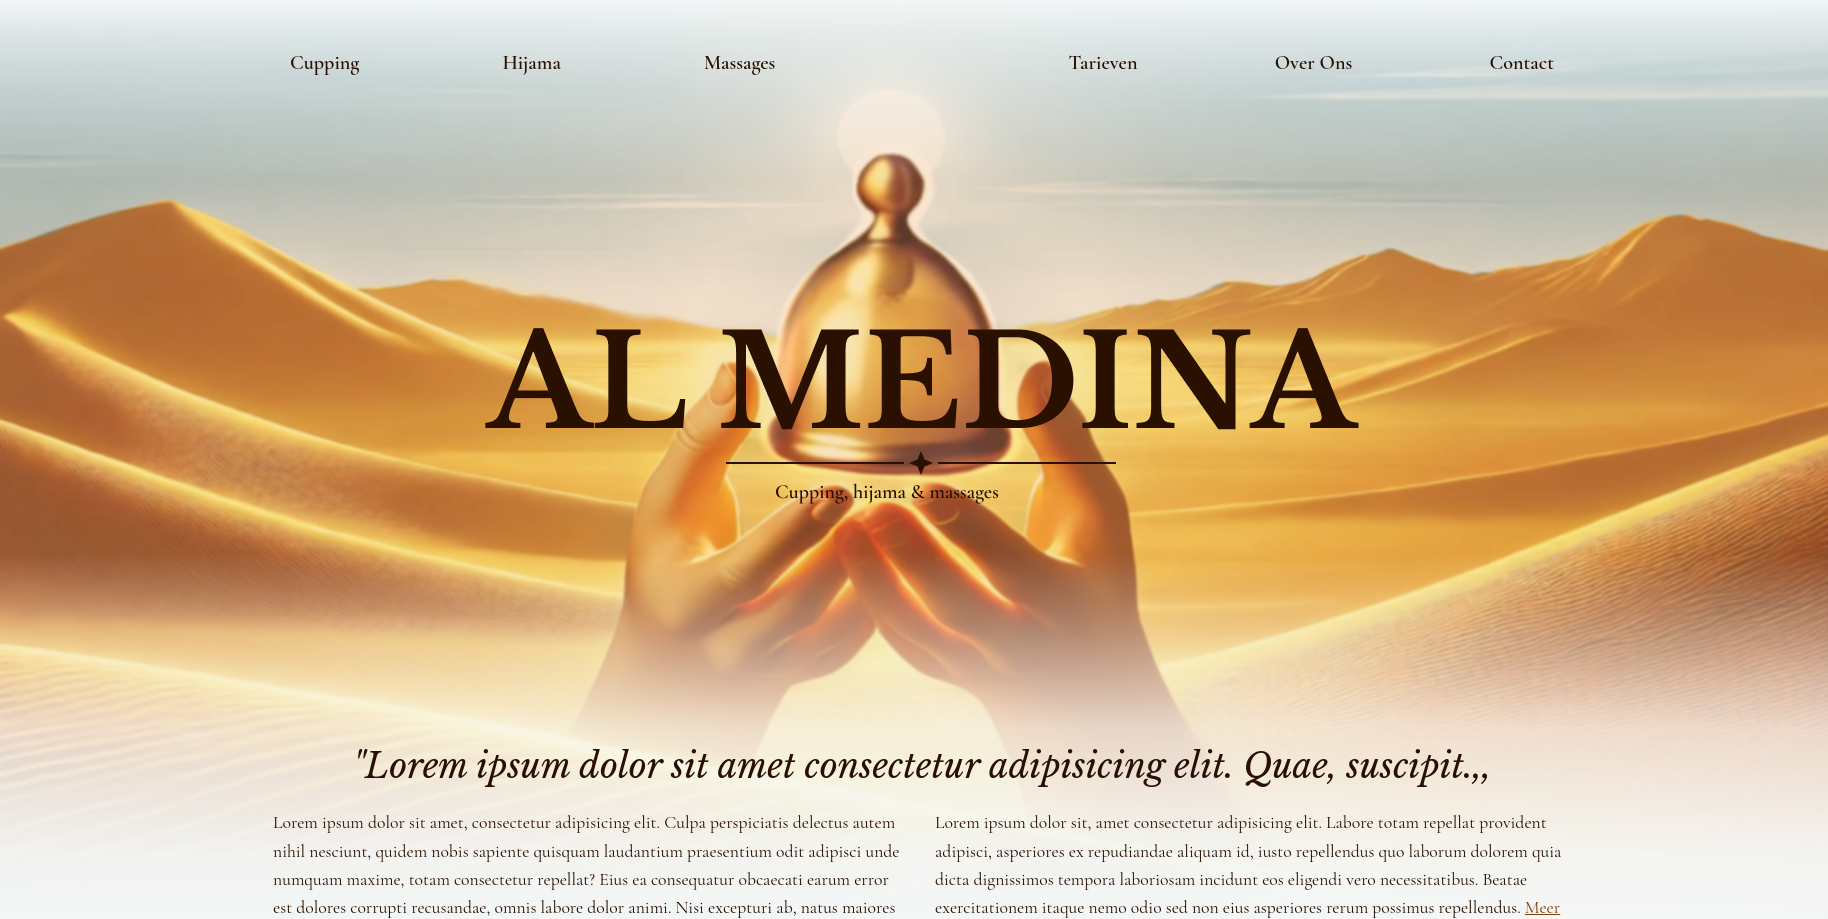 Cupping Hijama Massages Tarieven Over Ons Contact
AL MEDINA
Cupping, hijama & massages
"Lorem ipsum dolor sit amet consectetur adipisicing elit. Quae, suscipit.,,
Lorem ipsum dolor sit amet, consectetur adipisicing elit. Culpa perspiciatis delectus autem
nihil nesciunt, quidem nobis sapiente quisquam laudantium praesentium odit adipisci unde
numquam maxime, totam consectetur repellat? Eius ea consequatur obcaecati earum error
est dolores corrupti recusandae, omnis labore dolor animi. Nisi excepturi ab, natus maiores
Lorem ipsum dolor sit, amet consectetur adipisicing elit. Labore totam repellat provident
adipisci, asperiores ex repudiandae aliquam id, iusto repellendus quo laborum dolorem quia
dicta dignissimos tempora laboriosam incidunt eos eligendi vero necessitatibus. Beatae
exercitationem itaque nemo odio sed non eius asperiores rerum possimus repellendus. Meer